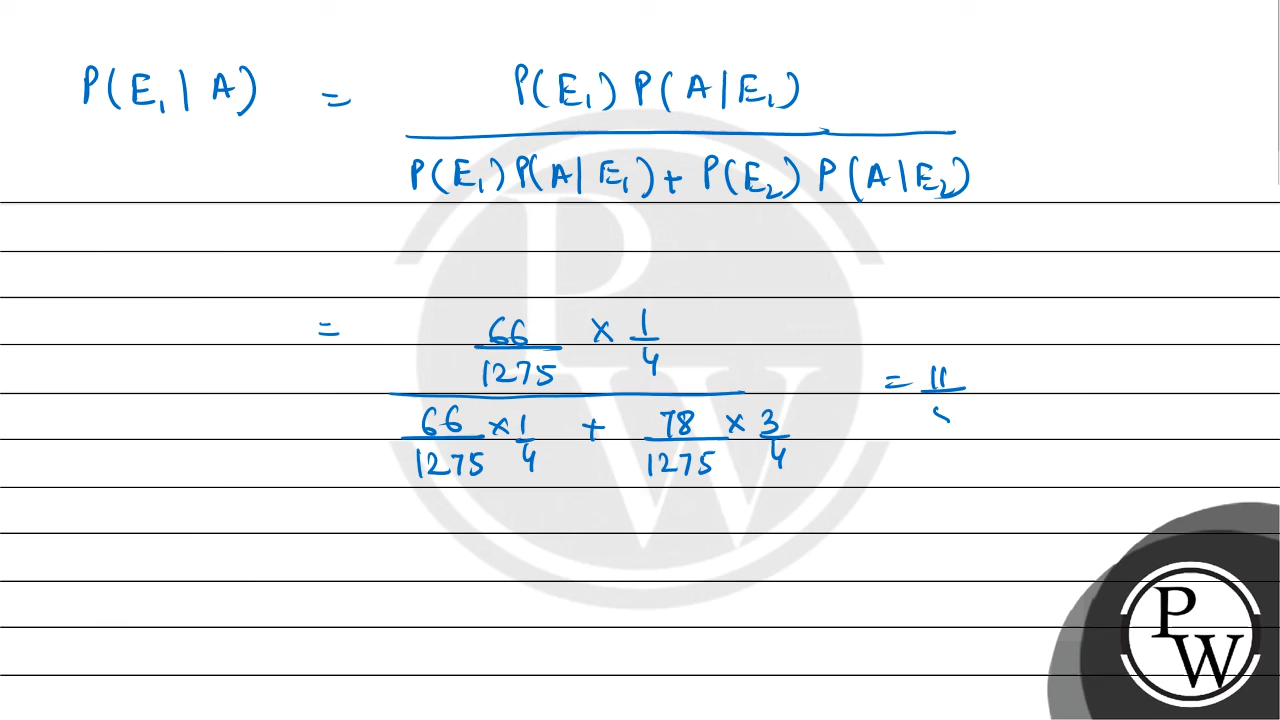 P(E₁ | A) = P(E₁) P(A | E₁)
P(E₁) P(A | E₁) + P(E₂) P(A | E₂)
= 66/1275 × 1/4
= 11
66/1275 × 1/4 + 78/1275 × 3/4
P
W
P
W